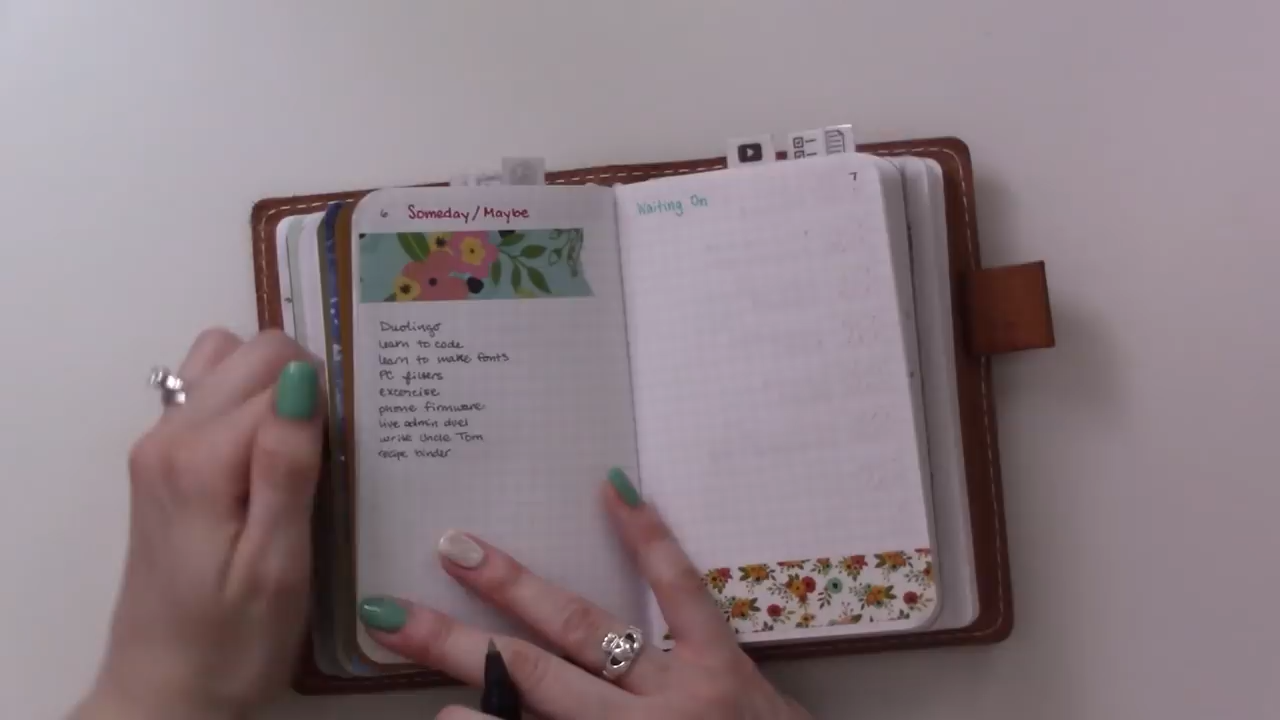 6 Someday/Maybe
Duolingo
learn to code
learn to make fonts
PC filters
excercise
phone firmware
live admin duel
write Uncle Tom
recipe binder
7
Waiting On